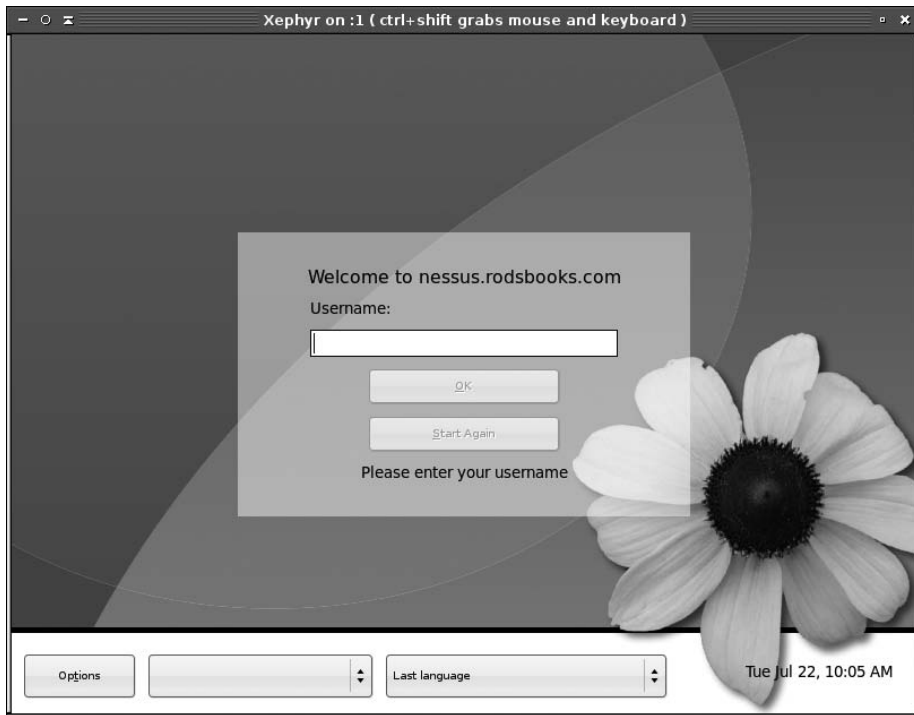 Xephyr on :1 ( ctrl+shift grabs mouse and keyboard )
Welcome to nessus.rodsbooks.com
Username:
OK
Start Again
Please enter your username
Options
Last language
Tue Jul 22, 10:05 AM